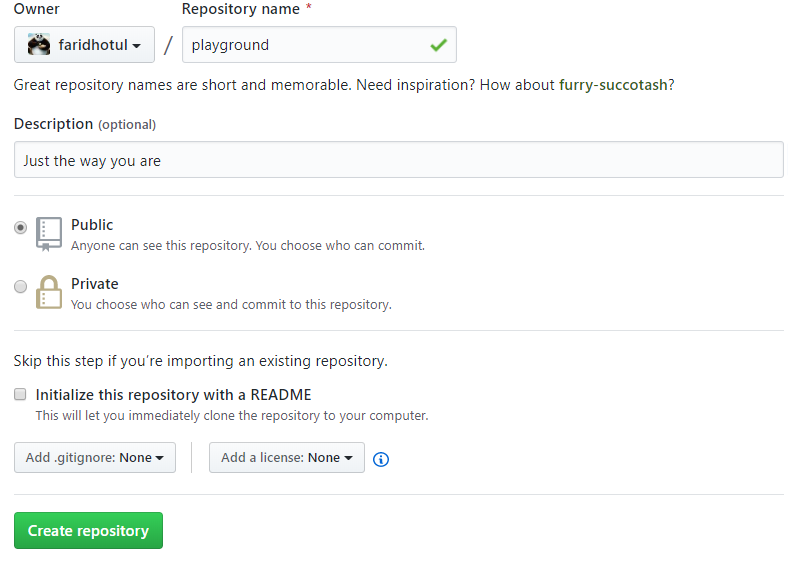 Owner Repository name *
faridhotul / playground
Great repository names are short and memorable. Need inspiration? How about furry-succotash?
Description (optional)
Just the way you are
Public
Anyone can see this repository. You choose who can commit.
Private
You choose who can see and commit to this repository.
Skip this step if you’re importing an existing repository.
Initialize this repository with a README
This will let you immediately clone the repository to your computer.
Add .gitignore: None Add a license: None
Create repository